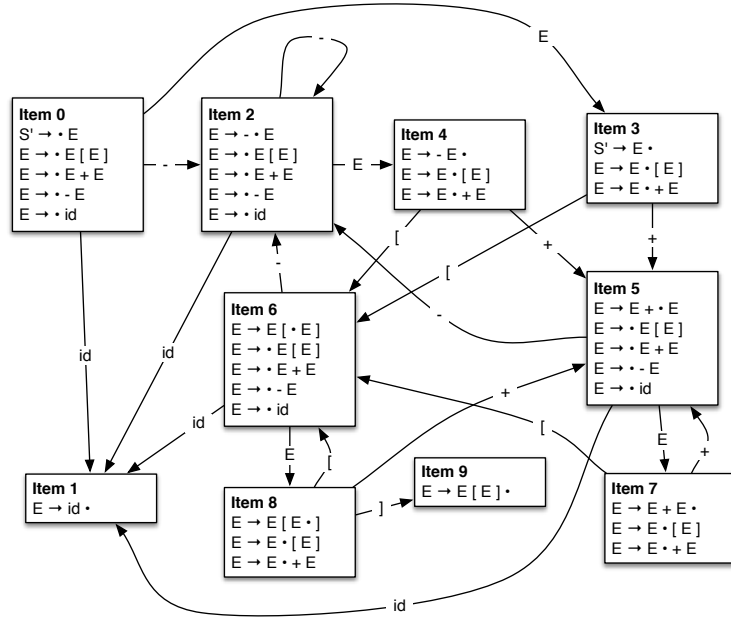 E
-
Item 0
S' → • E
E → • E [ E ]
E → • E + E
E → • - E
E → • id
-
Item 2
E → - • E
E → • E [ E ]
E → • E + E
E → • - E
E → • id
E
Item 4
E → - E •
E → E • [ E ]
E → E • + E
Item 3
S' → E •
E → E • [ E ]
E → E • + E
[
+
[
+
-
Item 6
E → E [ • E ]
E → • E [ E ]
E → • E + E
E → • - E
E → • id
-
Item 5
E → E + • E
E → • E [ E ]
E → • E + E
E → • - E
E → • id
id
id
id
+
[
E
E
+
[
Item 1
E → id •
Item 8
E → E [ E • ]
E → E • [ E ]
E → E • + E
]
Item 9
E → E [ E ] •
Item 7
E → E + E •
E → E • [ E ]
E → E • + E
id